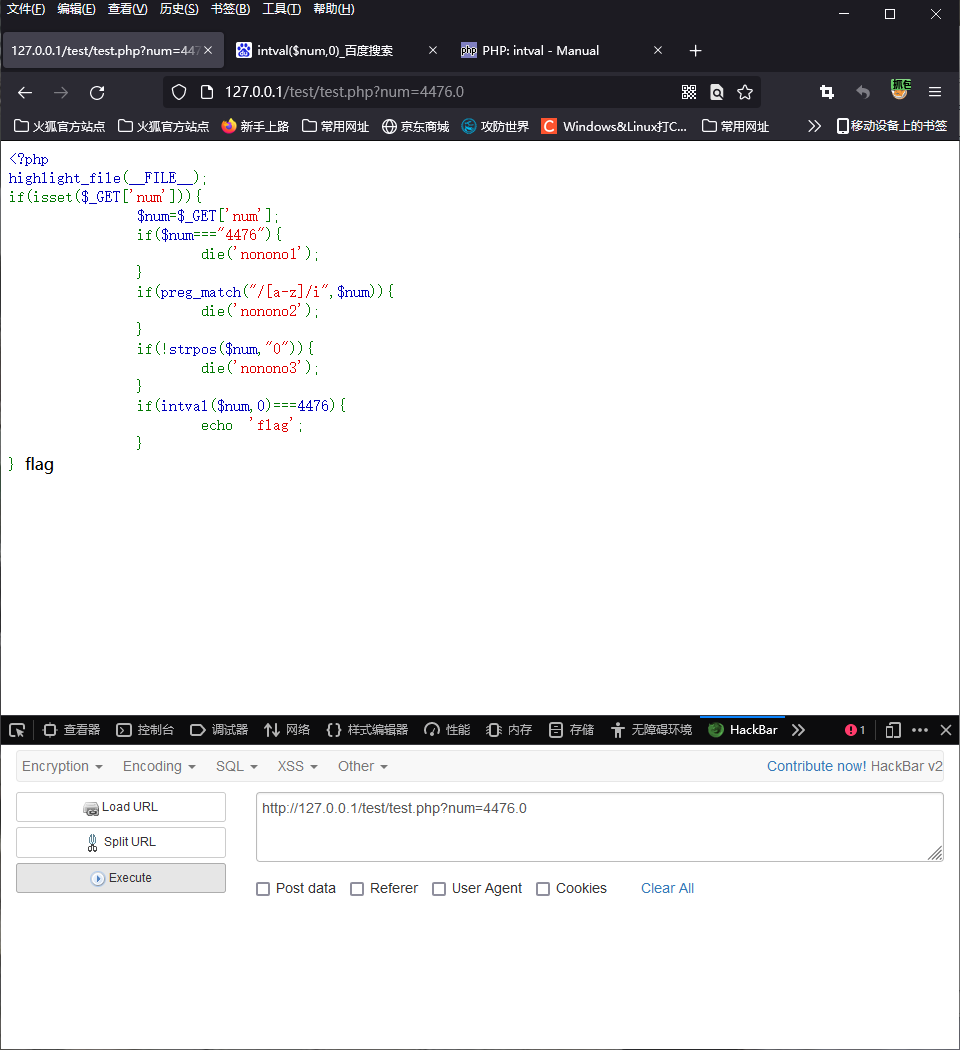 文件(F) 编辑(E) 查看(V) 历史(S) 书签(B) 工具(T) 帮助(H)
127.0.0.1/test/test.php?num=447 intval($num,0)_百度搜索 php PHP: intval - Manual
127.0.0.1/test/test.php?num=4476.0 抓包
火狐官方站点 火狐官方站点 新手上路 常用网址 京东商城 攻防世界 C Windows&Linux打C... 常用网址 移动设备上的书签
<?php
highlight_file(__FILE__);
if(isset($_GET['num'])){
$num=$_GET['num'];
if($num==="4476"){
die('nonono1');
}
if(preg_match("/[a-z]/i",$num)){
die('nonono2');
}
if(!strpos($num,"0")){
die('nonono3');
}
if(intval($num,0)===4476){
echo 'flag';
}
} flag
查看器 控制台 调试器 网络 样式编辑器 性能 内存 存储 无障碍环境 HackBar 1
Encryption Encoding SQL XSS Other Contribute now! HackBar v2
Load URL http://127.0.0.1/test/test.php?num=4476.0
Split URL
Execute Post data Referer User Agent Cookies Clear All